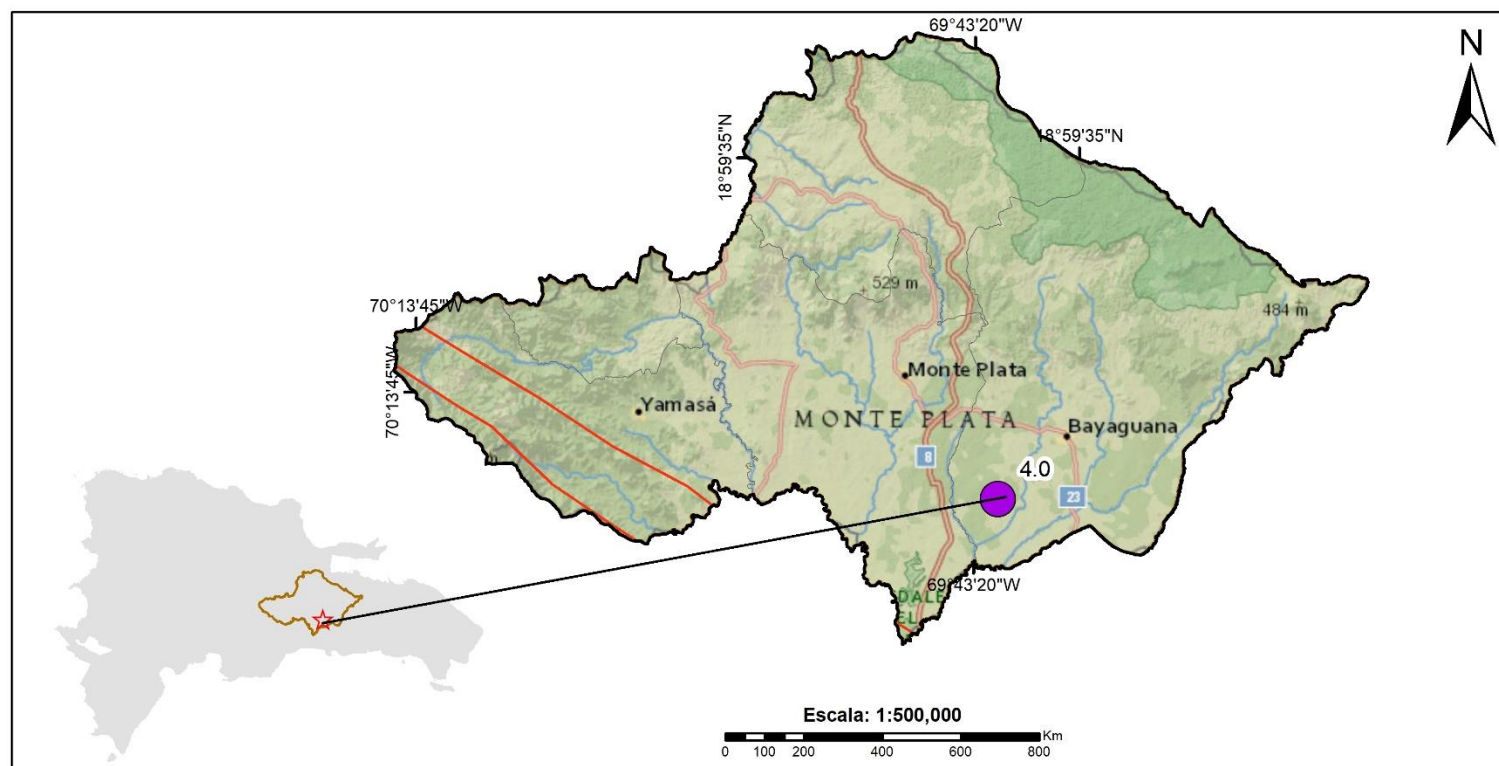 69°43'20"W
N
18°59'35"N
18°59'35"N
529 m
484 m
70°13'45"W
70°13'45"W
Monte Plata
Yamasá
MONTE PLATA
Bayaguana
8
4.0
23
m
69°43'20"W
DALE
EL
Escala: 1:500,000
Km
0 100 200 400 600 800